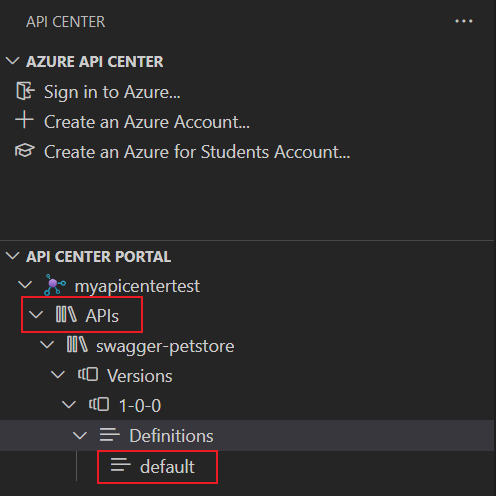 API CENTER
AZURE API CENTER
Sign in to Azure...
Create an Azure Account...
Create an Azure for Students Account...
API CENTER PORTAL
myapicentertest
APIs
swagger-petstore
Versions
1-0-0
Definitions
default